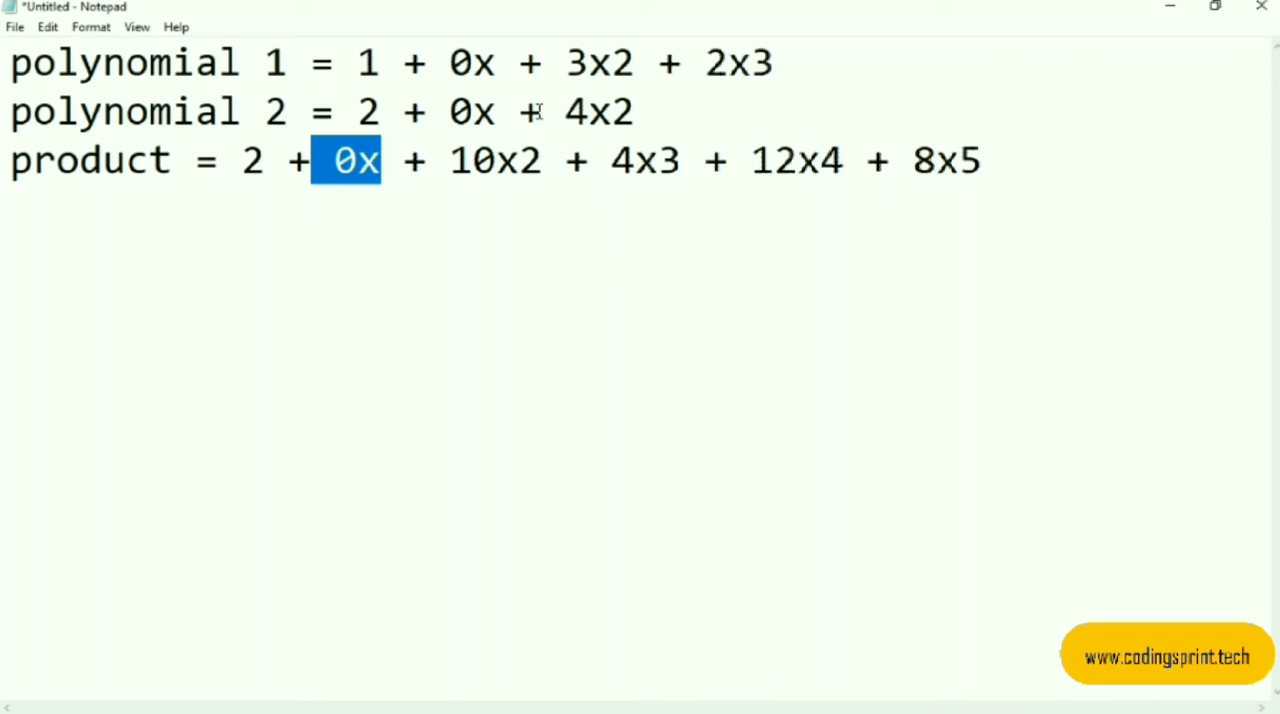 *Untitled - Notepad
File Edit Format View Help
polynomial 1 = 1 + 0x + 3x2 + 2x3
polynomial 2 = 2 + 0x + 4x2
product = 2 + 0x + 10x2 + 4x3 + 12x4 + 8x5
www.codingsprint.tech